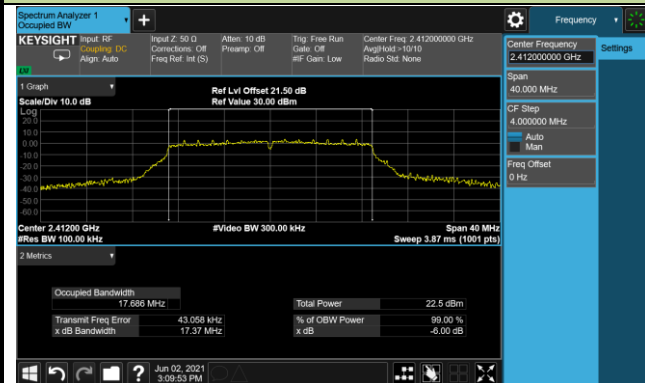 Spectrum Analyzer 1
Occupied BW
+
Frequency
KEYSIGHT
Input: RF
Coupling: DC
Align: Auto
Input Z: 50 Ω
Corrections: Off
Freq Ref: Int (S)
Atten: 10 dB
Preamp: Off
Trig: Free Run
Gate: Off
#IF Gain: Low
Center Freq: 2.412000000 GHz
Avg|Hold:>10/10
Radio Std: None
Center Frequency
2.412000000 GHz
Settings
Span
40.000 MHz
CF Step
4.000000 MHz
Auto
Man
Freq Offset
0 Hz
1 Graph
Scale/Div 10.0 dB
Ref Lvl Offset 21.50 dB
Ref Value 30.00 dBm
Log
20.0
10.0
0.00
-10.0
-20.0
-30.0
-40.0
-50.0
-60.0
Center 2.41200 GHz
#Res BW 100.00 kHz
#Video BW 300.00 kHz
Span 40 MHz
Sweep 3.87 ms (1001 pts)
2 Metrics
Occupied Bandwidth
17.686 MHz
Total Power 22.5 dBm
Transmit Freq Error 43.058 kHz
% of OBW Power 99.00 %
x dB Bandwidth 17.37 MHz
x dB -6.00 dB
?
Jun 02, 2021
3:09:53 PM